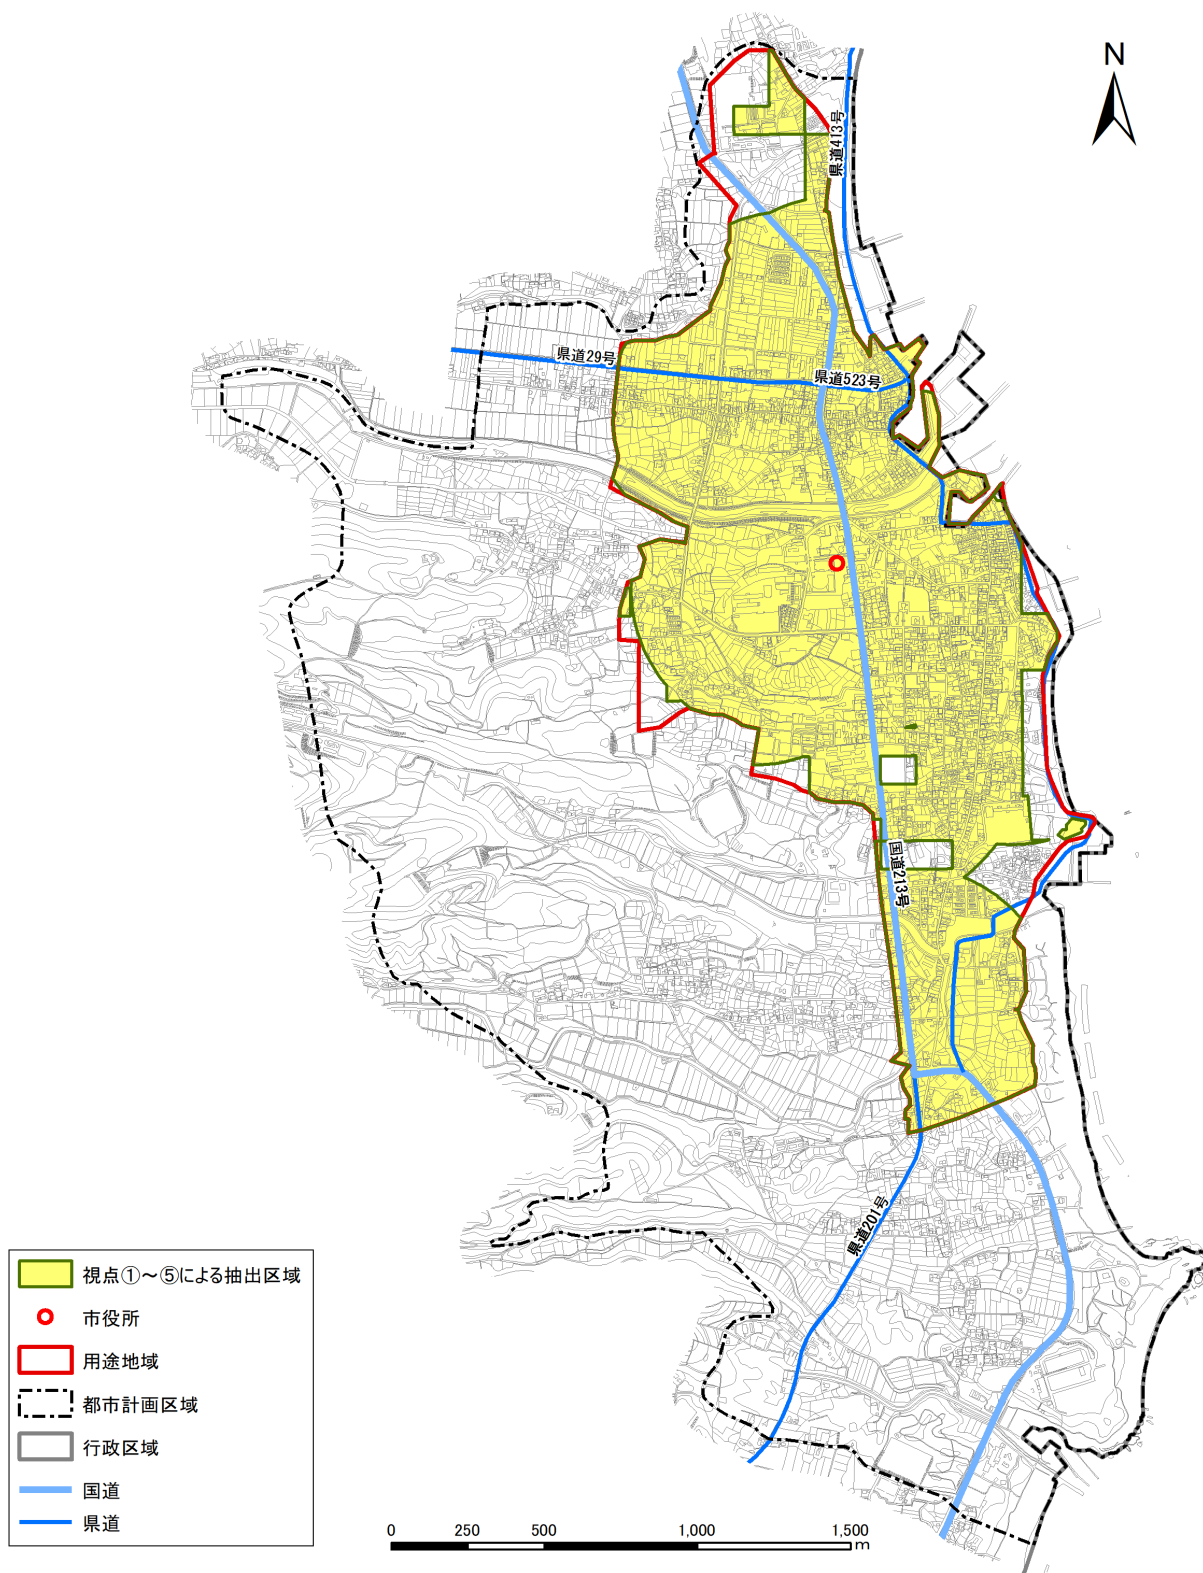 N
県道413号
県道29号
県道523号
国道213号
県道201号
視点①～⑤による抽出区域
市役所
用途地域
都市計画区域
行政区域
国道
県道
0 250 500 1,000 1,500
m